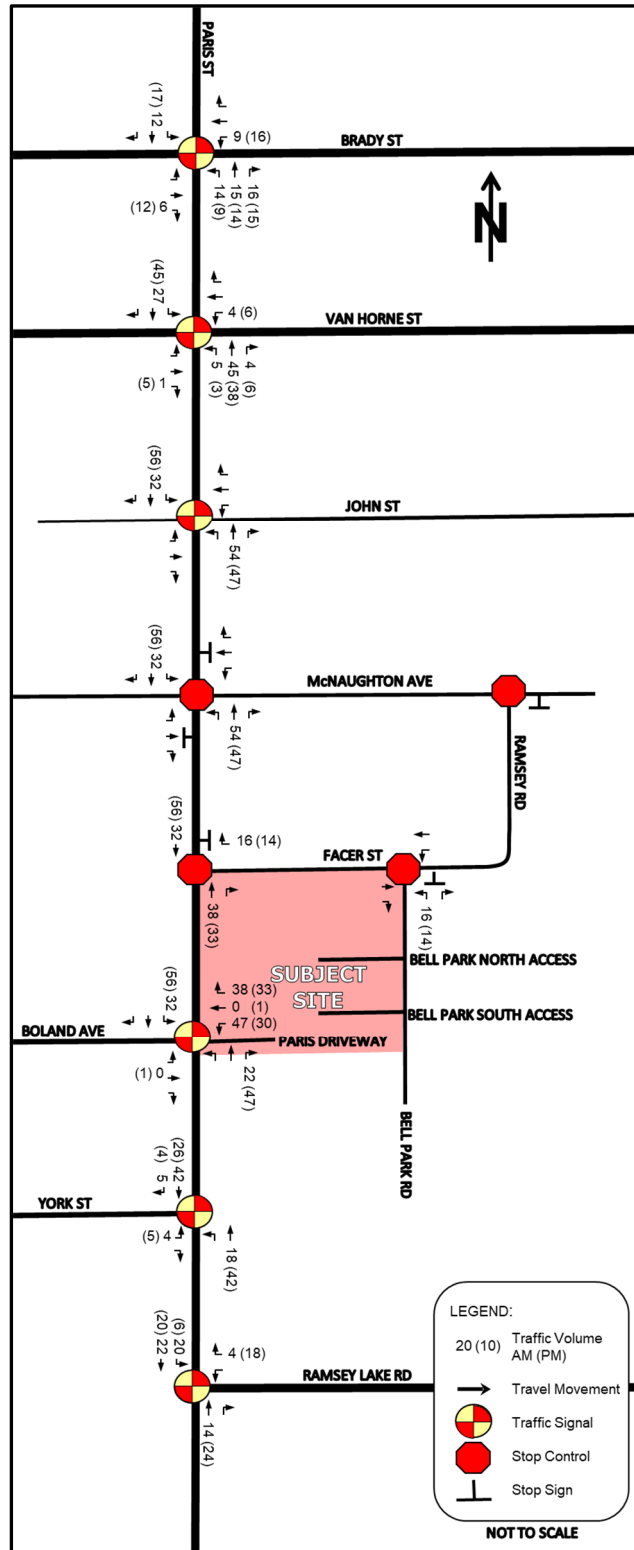 PARIS ST
(17) 12
9 (16)
BRADY ST
(12) 6
14 (9)
15 (14)
16 (15)
N
(45) 27
4 (6)
VAN HORNE ST
(5) 1
5 (3)
45 (38)
4 (6)
(56) 32
JOHN ST
54 (47)
(56) 32
McNAUGHTON AVE
54 (47)
RAMSEY RD
(56) 32
16 (14)
FACER ST
38 (33)
16 (14)
BELL PARK NORTH ACCESS
SUBJECT
SITE
(56) 32
38 (33)
0 (1)
47 (30)
BELL PARK SOUTH ACCESS
BOLAND AVE
PARIS DRIVEWAY
(1) 0
22 (47)
BELL PARK RD
(26) 42
(4) 5
YORK ST
(5) 4
18 (42)
(6) 20
(20) 22
4 (18)
RAMSEY LAKE RD
14 (24)
LEGEND:
20 (10) Traffic Volume
AM (PM)
Travel Movement
Traffic Signal
Stop Control
Stop Sign
NOT TO SCALE